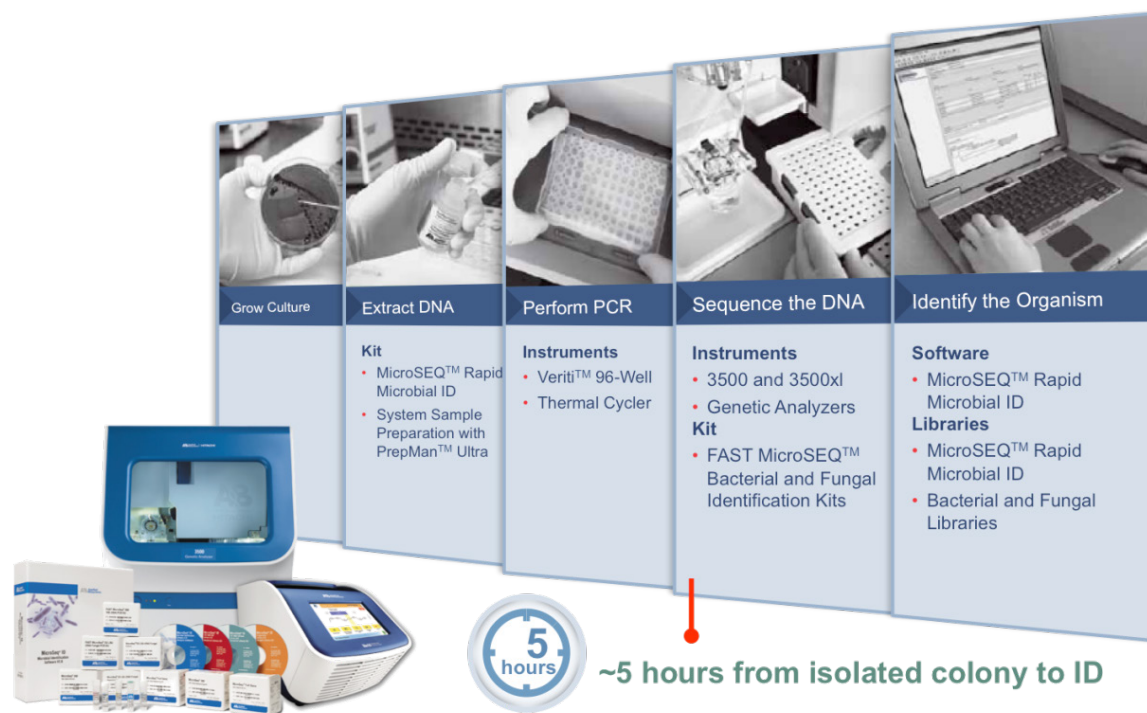 Grow Culture
Extract DNA
Kit
• MicroSEQ™ Rapid
Microbial ID
• System Sample
Preparation with
PrepMan™ Ultra
Perform PCR
Instruments
• Veriti™ 96-Well
• Thermal Cycler
Sequence the DNA
Instruments
• 3500 and 3500xl
• Genetic Analyzers
Kit
• FAST MicroSEQ™
Bacterial and Fungal
Identification Kits
Identify the Organism
Software
• MicroSEQ™ Rapid
Microbial ID
Libraries
• MicroSEQ™ Rapid
Microbial ID
• Bacterial and Fungal
Libraries
5
hours
~5 hours from isolated colony to ID